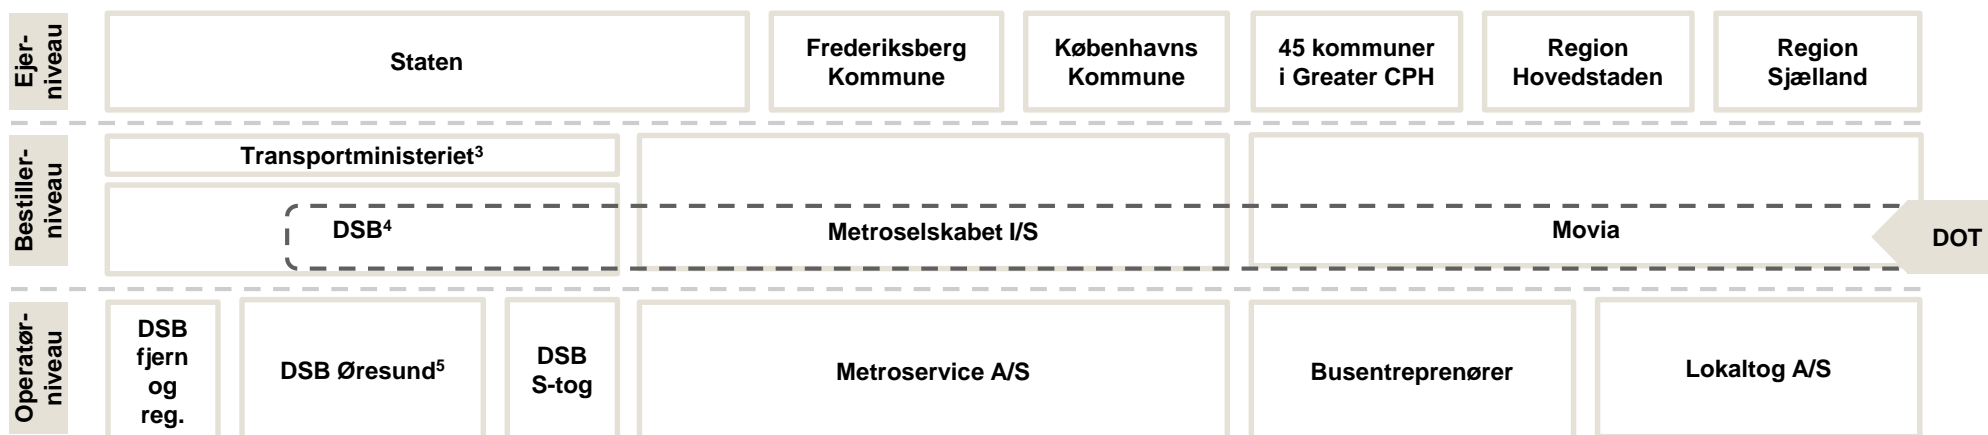 Ejer-
niveau
Staten
Frederiksberg
Kommune
Københavns
Kommune
45 kommuner
i Greater CPH
Region
Hovedstaden
Region
Sjælland
Bestiller-
niveau
Transportministeriet³
DSB⁴
Metroselskabet I/S
Movia
DOT
Operatør-
niveau
DSB
fjern
og
reg.
DSB Øresund⁵
DSB
S-tog
Metroservice A/S
Busentreprenører
Lokaltog A/S